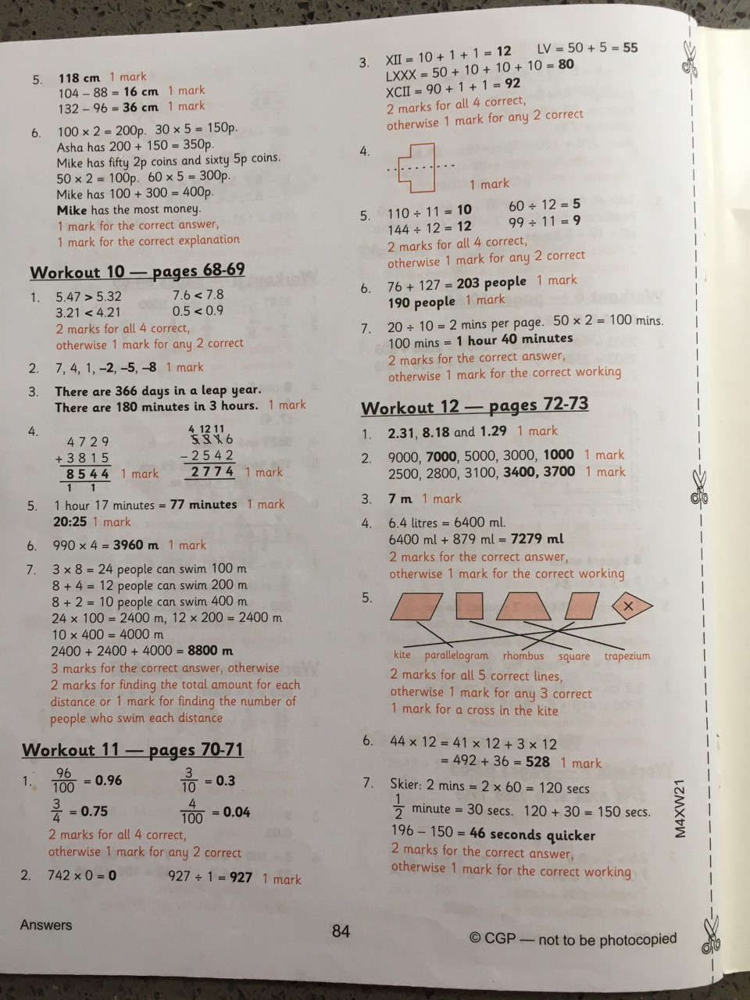 5. 118 cm 1 mark
104 – 88 = 16 cm 1 mark
132 – 96 = 36 cm 1 mark
6. 100 × 2 = 200p. 30 × 5 = 150p.
Asha has 200 + 150 = 350p.
Mike has fifty 2p coins and sixty 5p coins.
50 × 2 = 100p. 60 × 5 = 300p.
Mike has 100 + 300 = 400p.
Mike has the most money.
1 mark for the correct answer,
1 mark for the correct explanation
Workout 10 — pages 68-69
1. 5.47 > 5.32 7.6 < 7.8
3.21 < 4.21 0.5 < 0.9
2 marks for all 4 correct,
otherwise 1 mark for any 2 correct
2. 7, 4, 1, –2, –5, –8 1 mark
3. There are 366 days in a leap year.
There are 180 minutes in 3 hours. 1 mark
4. 4 12 11
4 7 2 9 5 3 1 6
+ 3 8 1 5 – 2 5 4 2
8 5 4 4 1 mark 2 7 7 4 1 mark
1 1
5. 1 hour 17 minutes = 77 minutes 1 mark
20:25 1 mark
6. 990 × 4 = 3960 m 1 mark
7. 3 × 8 = 24 people can swim 100 m
8 + 4 = 12 people can swim 200 m
8 + 2 = 10 people can swim 400 m
24 × 100 = 2400 m, 12 × 200 = 2400 m
10 × 400 = 4000 m
2400 + 2400 + 4000 = 8800 m
3 marks for the correct answer, otherwise
2 marks for finding the total amount for each
distance or 1 mark for finding the number of
people who swim each distance
Workout 11 — pages 70-71
1. 96/100 = 0.96 3/10 = 0.3
3/4 = 0.75 4/100 = 0.04
2 marks for all 4 correct,
otherwise 1 mark for any 2 correct
2. 742 × 0 = 0 927 ÷ 1 = 927 1 mark
3. XII = 10 + 1 + 1 = 12 LV = 50 + 5 = 55
LXXX = 50 + 10 + 10 + 10 = 80
XCII = 90 + 1 + 1 = 92
2 marks for all 4 correct,
otherwise 1 mark for any 2 correct
4.
1 mark
5. 110 ÷ 11 = 10 60 ÷ 12 = 5
144 ÷ 12 = 12 99 ÷ 11 = 9
2 marks for all 4 correct,
otherwise 1 mark for any 2 correct
6. 76 + 127 = 203 people 1 mark
190 people 1 mark
7. 20 ÷ 10 = 2 mins per page. 50 × 2 = 100 mins.
100 mins = 1 hour 40 minutes
2 marks for the correct answer,
otherwise 1 mark for the correct working
Workout 12 — pages 72-73
1. 2.31, 8.18 and 1.29 1 mark
2. 9000, 7000, 5000, 3000, 1000 1 mark
2500, 2800, 3100, 3400, 3700 1 mark
3. 7 m 1 mark
4. 6.4 litres = 6400 ml.
6400 ml + 879 ml = 7279 ml
2 marks for the correct answer,
otherwise 1 mark for the correct working
5. ×
kite parallelogram rhombus square trapezium
2 marks for all 5 correct lines,
otherwise 1 mark for any 3 correct
1 mark for a cross in the kite
6. 44 × 12 = 41 × 12 + 3 × 12
= 492 + 36 = 528 1 mark
7. Skier: 2 mins = 2 × 60 = 120 secs
1/2 minute = 30 secs. 120 + 30 = 150 secs.
196 – 150 = 46 seconds quicker
2 marks for the correct answer,
otherwise 1 mark for the correct working
M4XW21
Answers
84
© CGP — not to be photocopied